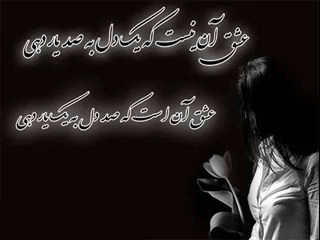 عشق آن نیست که یک دل به صد یار دهی
عشق آن است که صد دل به یک یار دهی